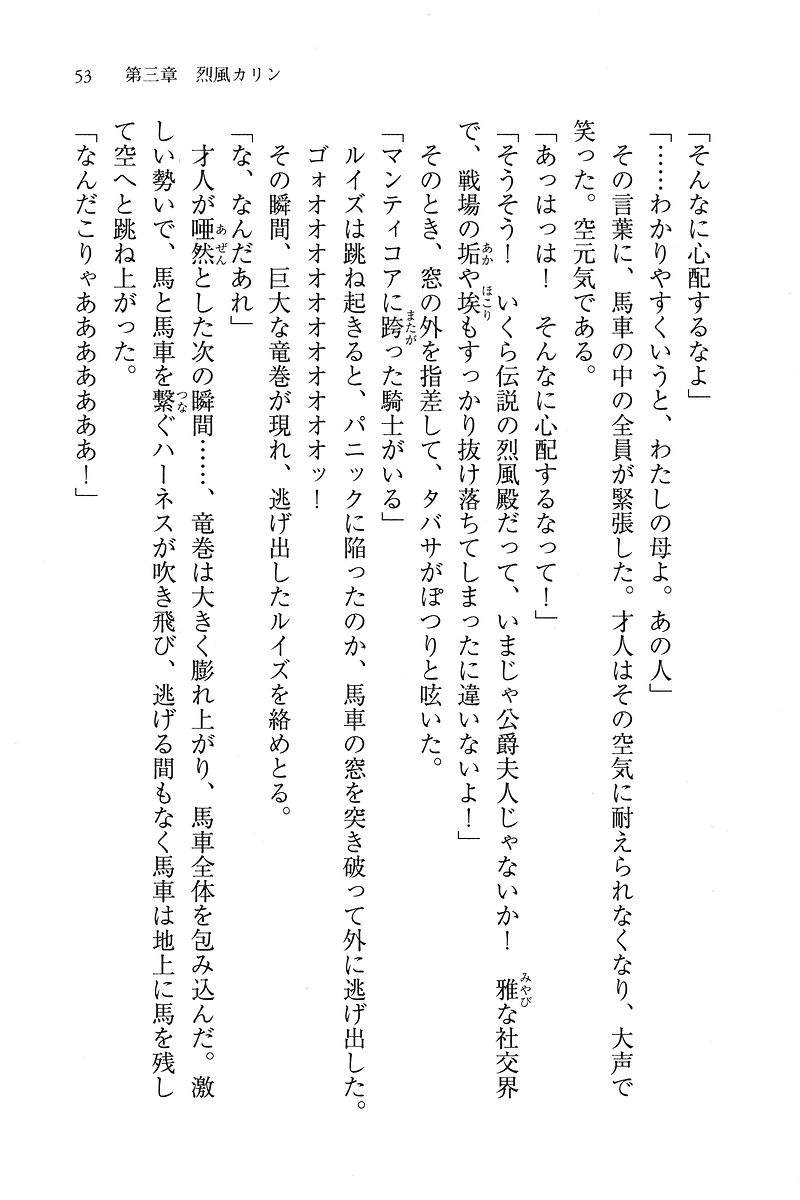 53　第三章　烈風カリン
「そんなに心配するなよ」
「……わかりやすくいうと、わたしの母よ。あの人」
　その言葉に、馬車の中の全員が緊張した。才人はその空気に耐えられなくなり、大声で
笑った。空元気である。
「あっはっは！　そんなに心配するなって！」
「そうそう！　いくら伝説の烈風殿だって、いまじゃ公爵夫人じゃないか！　雅な社交界
で、戦場の垢や埃もすっかり抜け落ちてしまったに違いないよ！」
　そのとき、窓の外を指差して、タバサがぽつりと呟いた。
「マンティコアに跨った騎士がいる」
　ルイズは跳ね起きると、パニックに陥ったのか、馬車の窓を突き破って外に逃げ出した。
　ゴォオオオオオオオオオオッ！
　その瞬間、巨大な竜巻が現れ、逃げ出したルイズを絡めとる。
「な、なんだあれ」
　才人が唖然とした次の瞬間……、竜巻は大きく膨れ上がり、馬車全体を包み込んだ。激
しい勢いで、馬と馬車を繋ぐハーネスが吹き飛び、逃げる間もなく馬車は地上に馬を残し
て空へと跳ね上がった。
「なんだこりゃあああああああ！」